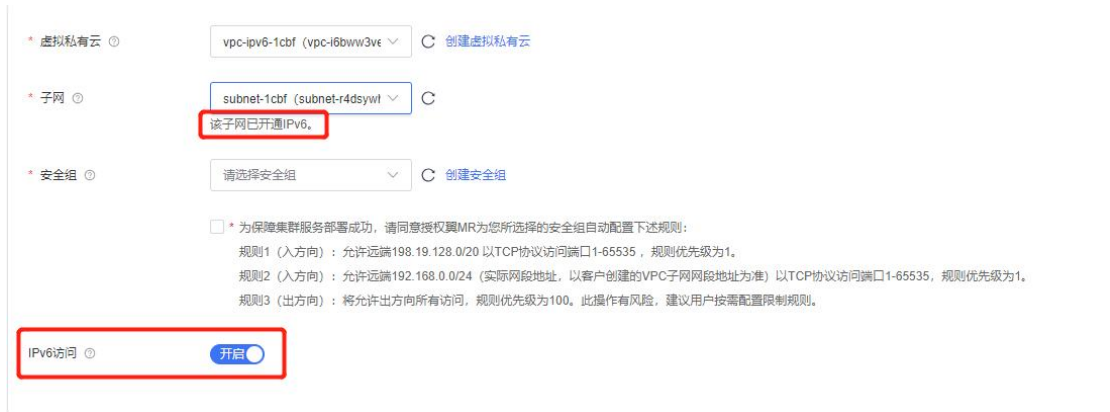 * 虚拟私有云 vpc-ipv6-1cbf (vpc-i6bww3ve 创建虚拟私有云
* 子网 subnet-1cbf (subnet-r4dsywh
该子网已开通IPv6。
* 安全组 请选择安全组 创建安全组
* 为保障集群服务部署成功，请同意授权翼MR为您所选择的安全组自动配置下述规则：
规则1（入方向）：允许远端198.19.128.0/20 以TCP协议访问端口1-65535 ，规则优先级为1。
规则2（入方向）：允许远端192.168.0.0/24（实际网段地址，以客户创建的VPC子网网段地址为准）以TCP协议访问端口1-65535，规则优先级为1。
规则3（出方向）：将允许出方向所有访问，规则优先级为100。此操作有风险，建议用户按需配置限制规则。
IPv6访问 开启